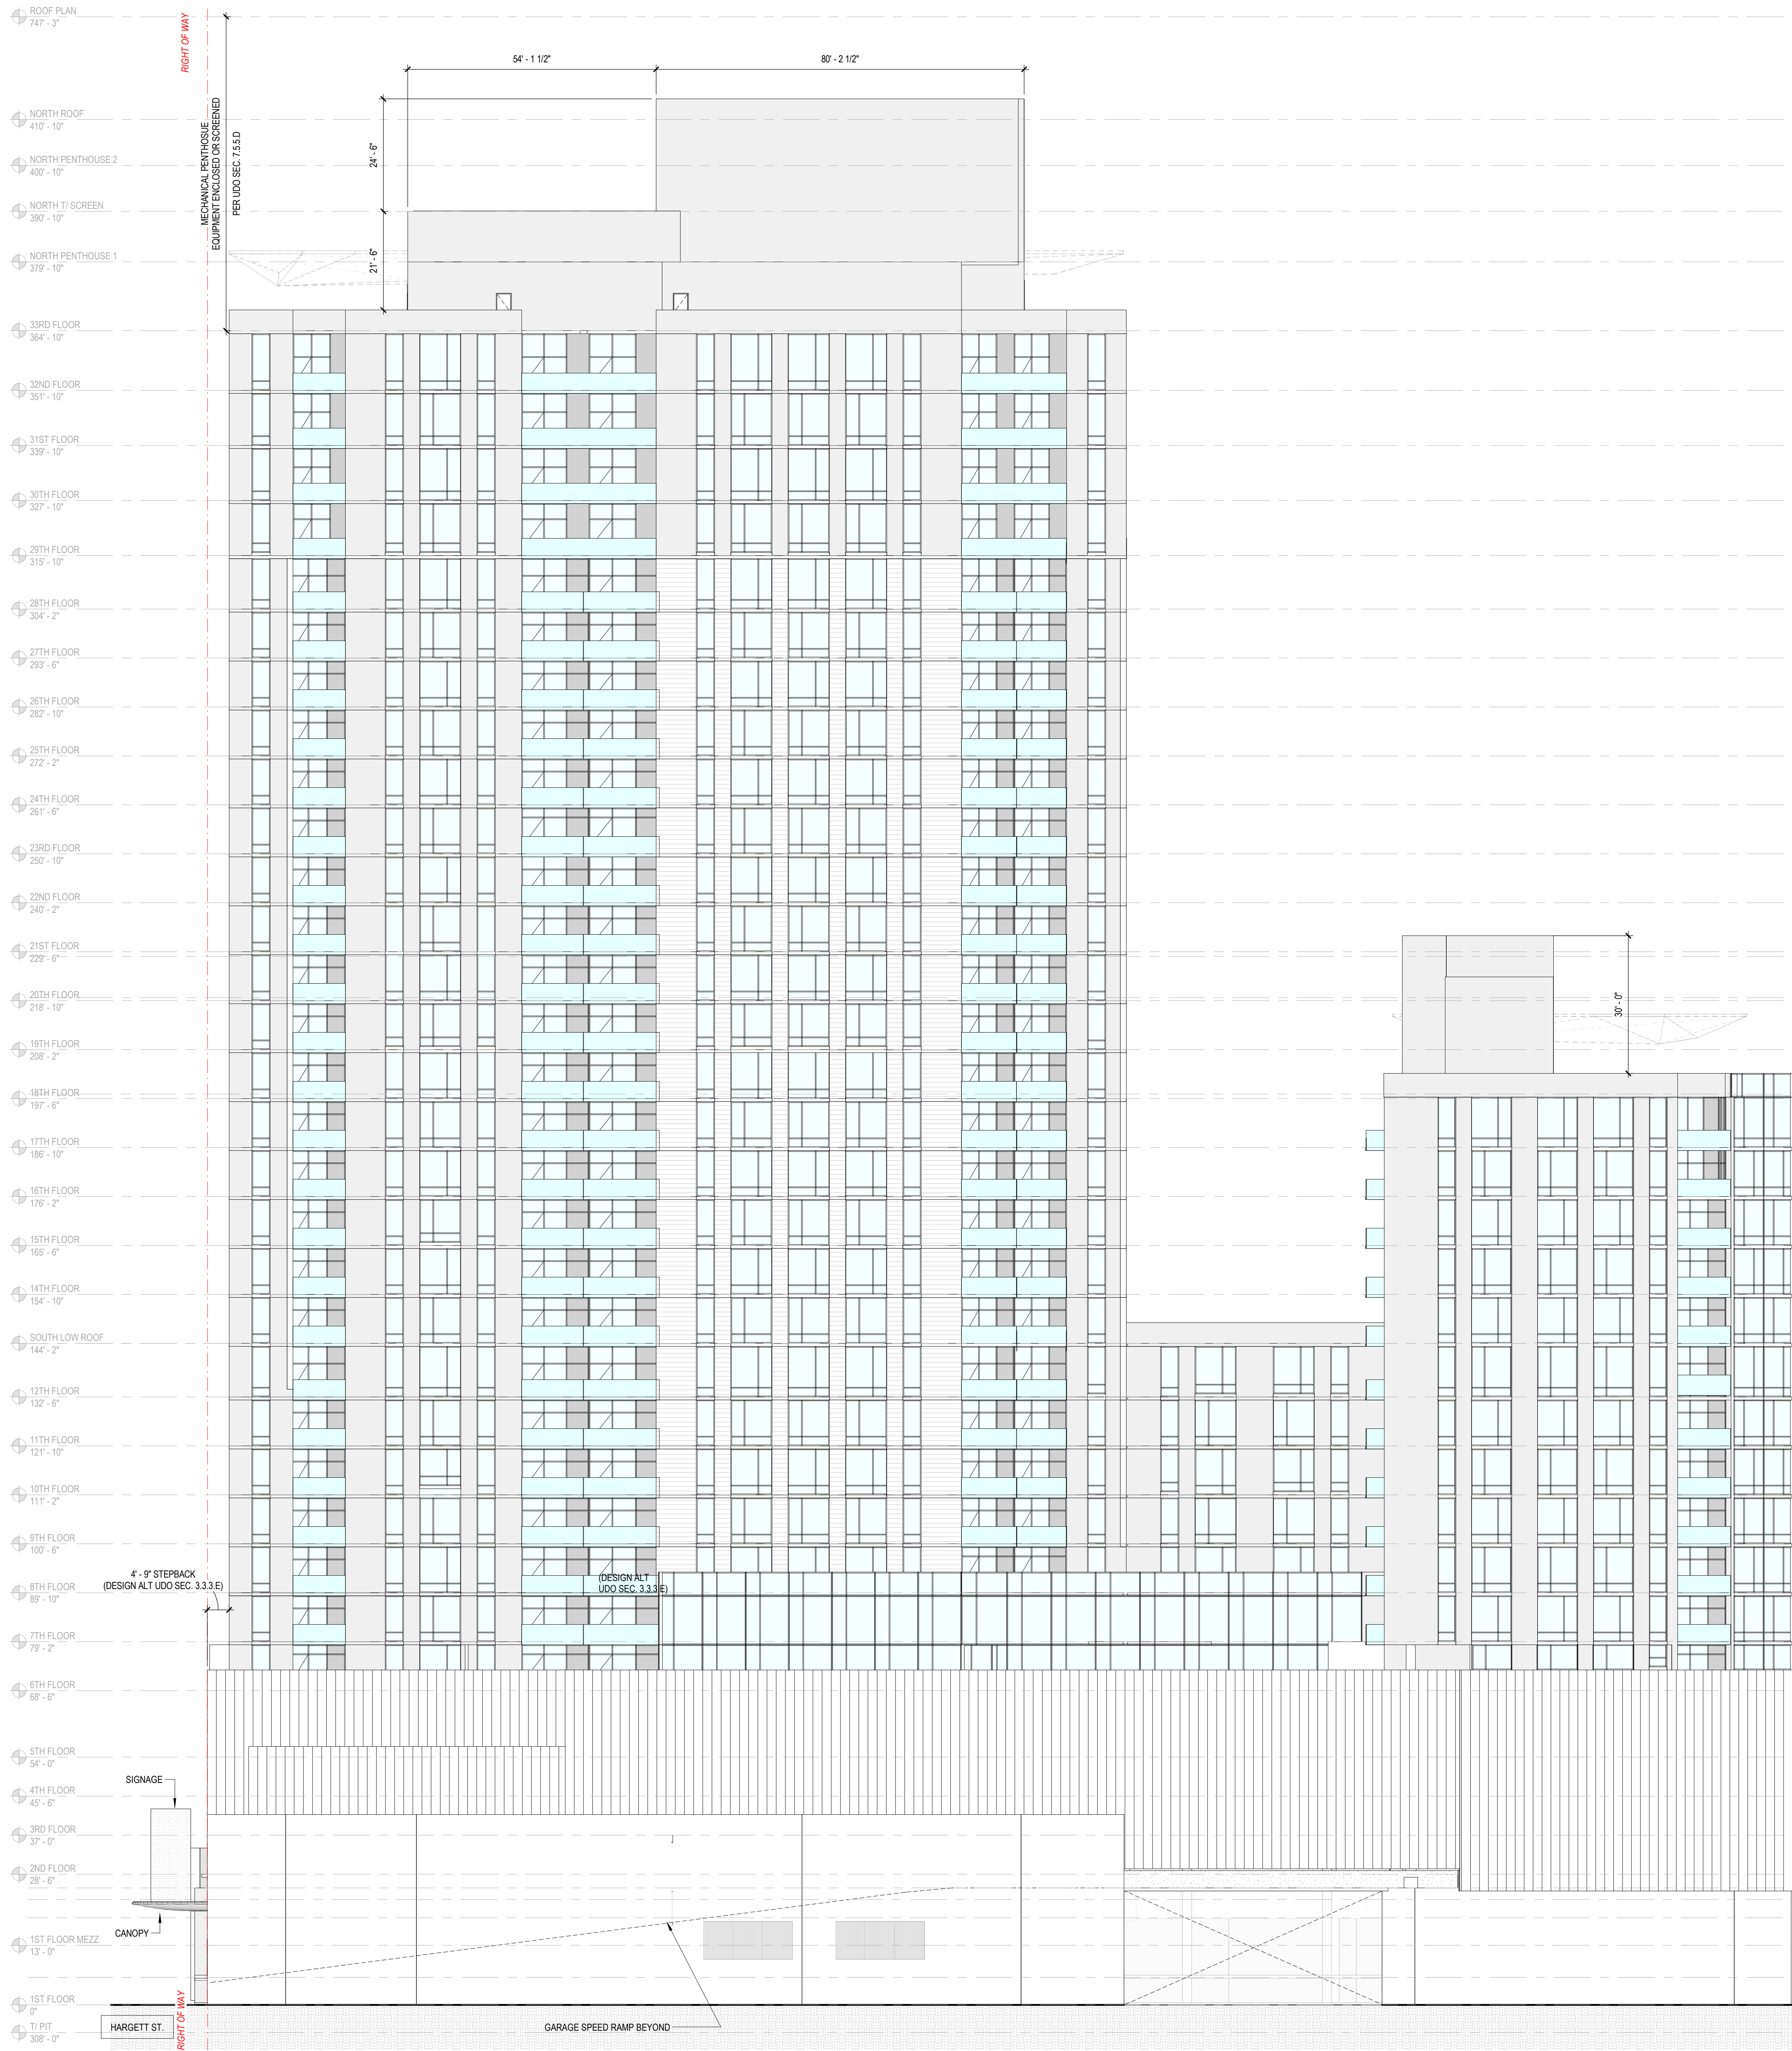 ROOF PLAN
747' - 3"
RIGHT OF WAY
54' - 1 1/2"
80' - 2 1/2"
NORTH ROOF
410' - 10"
MECHANICAL PENTHOSUE
EQUIPMENT ENCLOSED OR SCREENED
PER UDO SEC. 7.5.5.D
24' - 6"
NORTH PENTHOUSE 2
400' - 10"
NORTH T/ SCREEN
390' - 10"
NORTH PENTHOUSE 1
379' - 10"
21' - 6"
33RD FLOOR
364' - 10"
32ND FLOOR
351' - 10"
31ST FLOOR
339' - 10"
30TH FLOOR
327' - 10"
29TH FLOOR
315' - 10"
28TH FLOOR
304' - 2"
27TH FLOOR
293' - 6"
26TH FLOOR
282' - 10"
25TH FLOOR
272' - 2"
24TH FLOOR
261' - 6"
23RD FLOOR
250' - 10"
22ND FLOOR
240' - 2"
21ST FLOOR
229' - 6"
20TH FLOOR
218' - 10"
30' - 0"
19TH FLOOR
208' - 2"
18TH FLOOR
197' - 6"
17TH FLOOR
186' - 10"
16TH FLOOR
176' - 2"
15TH FLOOR
165' - 6"
14TH FLOOR
154' - 10"
SOUTH LOW ROOF
144' - 2"
12TH FLOOR
132' - 6"
11TH FLOOR
121' - 10"
10TH FLOOR
111' - 2"
9TH FLOOR
100' - 6"
4' - 9" STEPBACK
(DESIGN ALT UDO SEC. 3.3.3.E)
(DESIGN ALT
UDO SEC. 3.3.3.E)
8TH FLOOR
89' - 10"
7TH FLOOR
79' - 2"
6TH FLOOR
68' - 6"
5TH FLOOR
54' - 0"
SIGNAGE
4TH FLOOR
45' - 6"
3RD FLOOR
37' - 0"
2ND FLOOR
28' - 6"
CANOPY
1ST FLOOR MEZZ
13' - 0"
1ST FLOOR
0"
RIGHT OF WAY
T/ PIT
308' - 0"
HARGETT ST.
GARAGE SPEED RAMP BEYOND